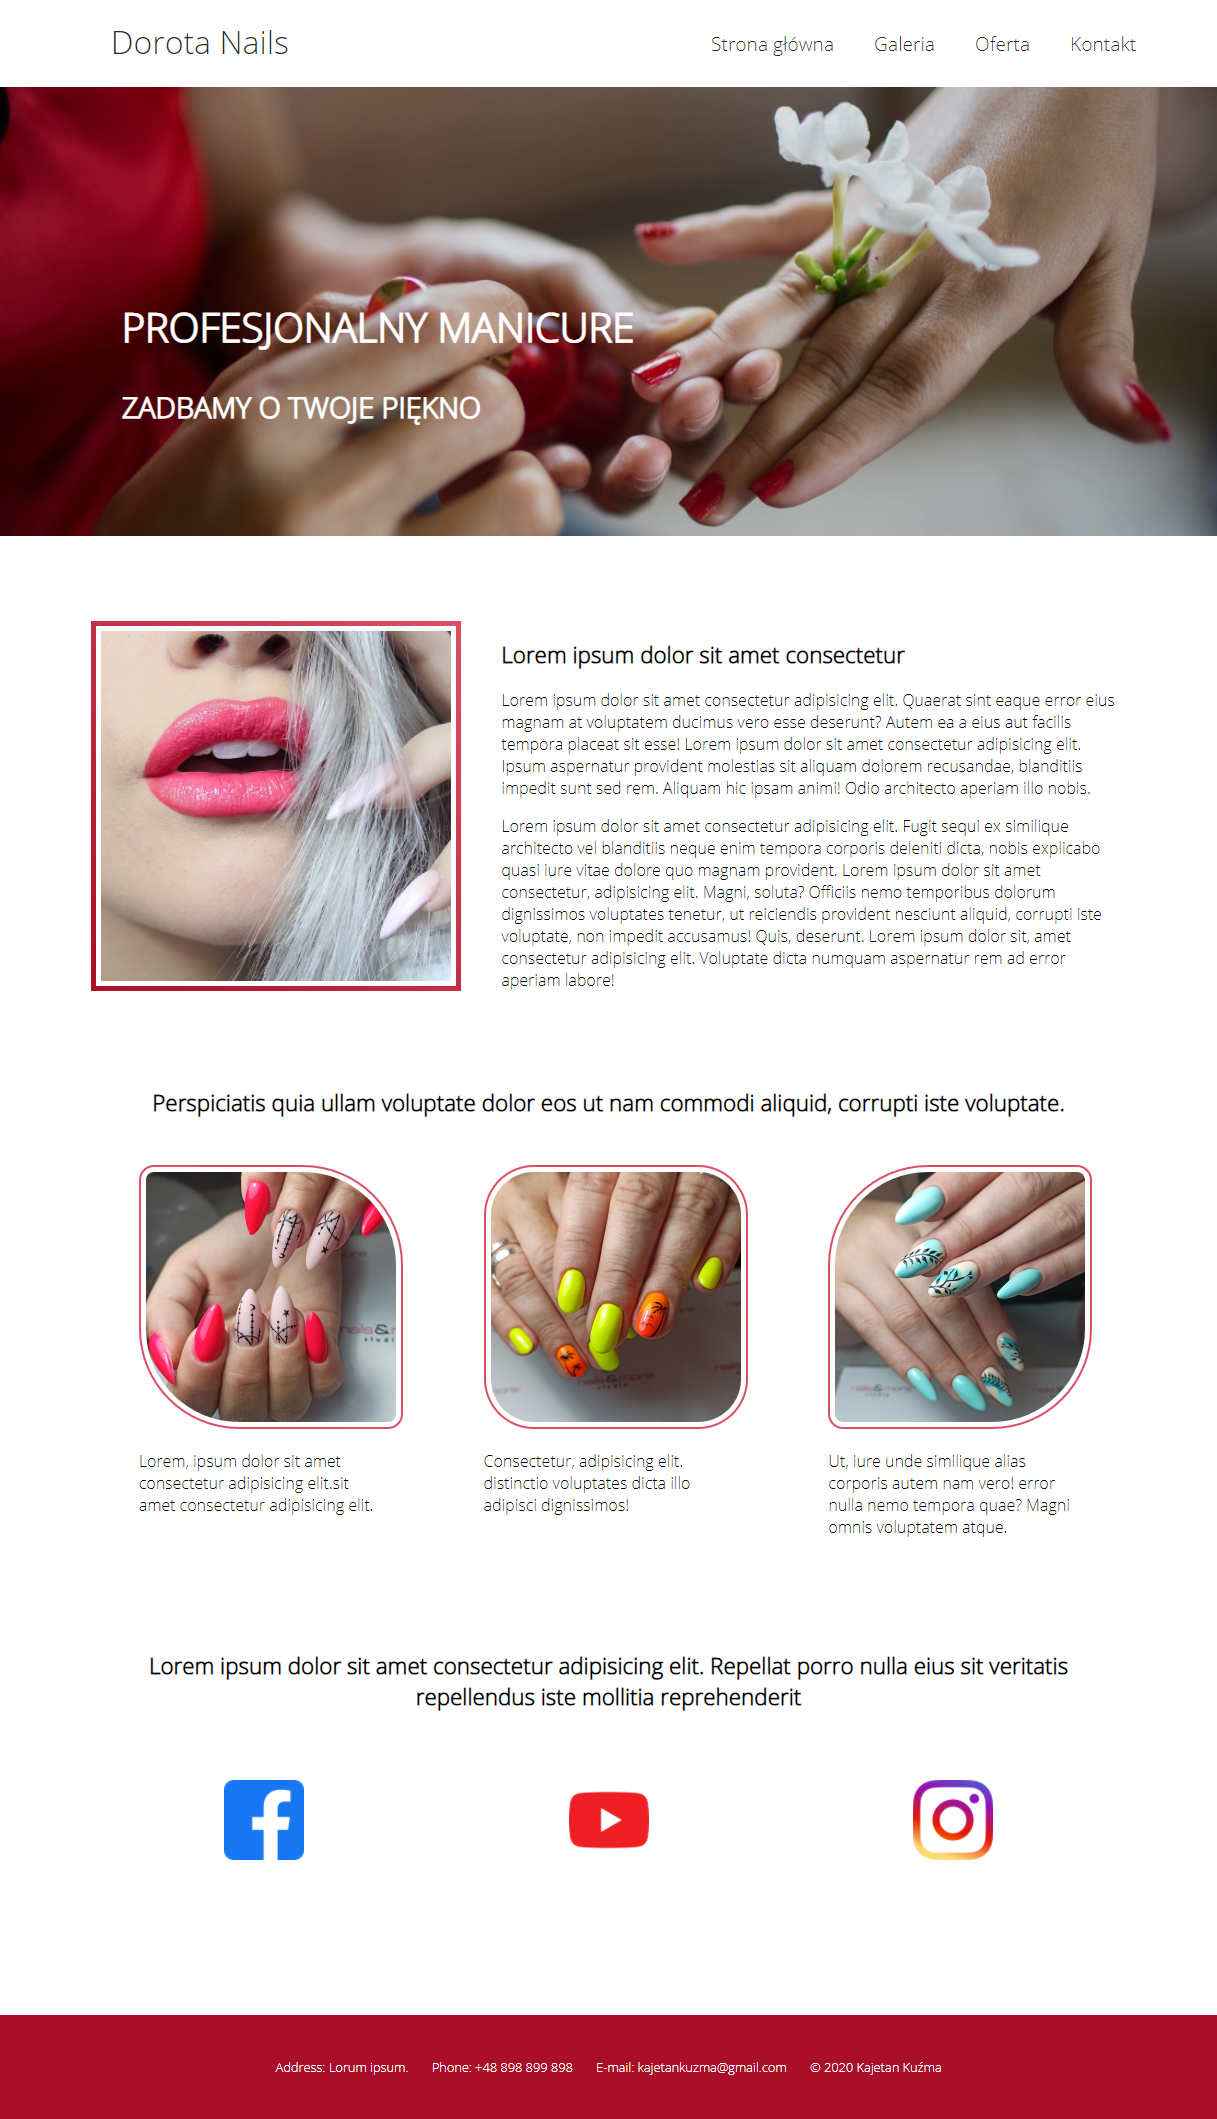 Dorota Nails
Strona główna
Galeria
Oferta
Kontakt
PROFESJONALNY MANICURE
ZADBAMY O TWOJE PIĘKNO
Lorem ipsum dolor sit amet consectetur
Lorem ipsum dolor sit amet consectetur adipisicing elit. Quaerat sint eaque error eius
magnam at voluptatem ducimus vero esse deserunt? Autem ea a eius aut facilis
tempora placeat sit esse! Lorem ipsum dolor sit amet consectetur adipisicing elit.
Ipsum aspernatur provident molestias sit aliquam dolorem recusandae, blanditiis
impedit sunt sed rem. Aliquam hic ipsam animi! Odio architecto aperiam illo nobis.
Lorem ipsum dolor sit amet consectetur adipisicing elit. Fugit sequi ex similique
architecto vel blanditiis neque enim tempora corporis deleniti dicta, nobis explicabo
quasi iure vitae dolore quo magnam provident. Lorem ipsum dolor sit amet
consectetur, adipisicing elit. Magni, soluta? Officiis nemo temporibus dolorum
dignissimos voluptates tenetur, ut reiciendis provident nesciunt aliquid, corrupti iste
voluptate, non impedit accusamus! Quis, deserunt. Lorem ipsum dolor sit, amet
consectetur adipisicing elit. Voluptate dicta numquam aspernatur rem ad error
aperiam labore!
Perspiciatis quia ullam voluptate dolor eos ut nam commodi aliquid, corrupti iste voluptate.
Lorem, ipsum dolor sit amet
consectetur adipisicing elit.sit
amet consectetur adipisicing elit.
Consectetur, adipisicing elit.
distinctio voluptates dicta illo
adipisci dignissimos!
Ut, iure unde similique alias
corporis autem nam vero! error
nulla nemo tempora quae? Magni
omnis voluptatem atque.
Lorem ipsum dolor sit amet consectetur adipisicing elit. Repellat porro nulla eius sit veritatis
repellendus iste mollitia reprehenderit
Address: Lorum ipsum. Phone: +48 898 899 898 E-mail: kajetankuzma@gmail.com © 2020 Kajetan Kuźma